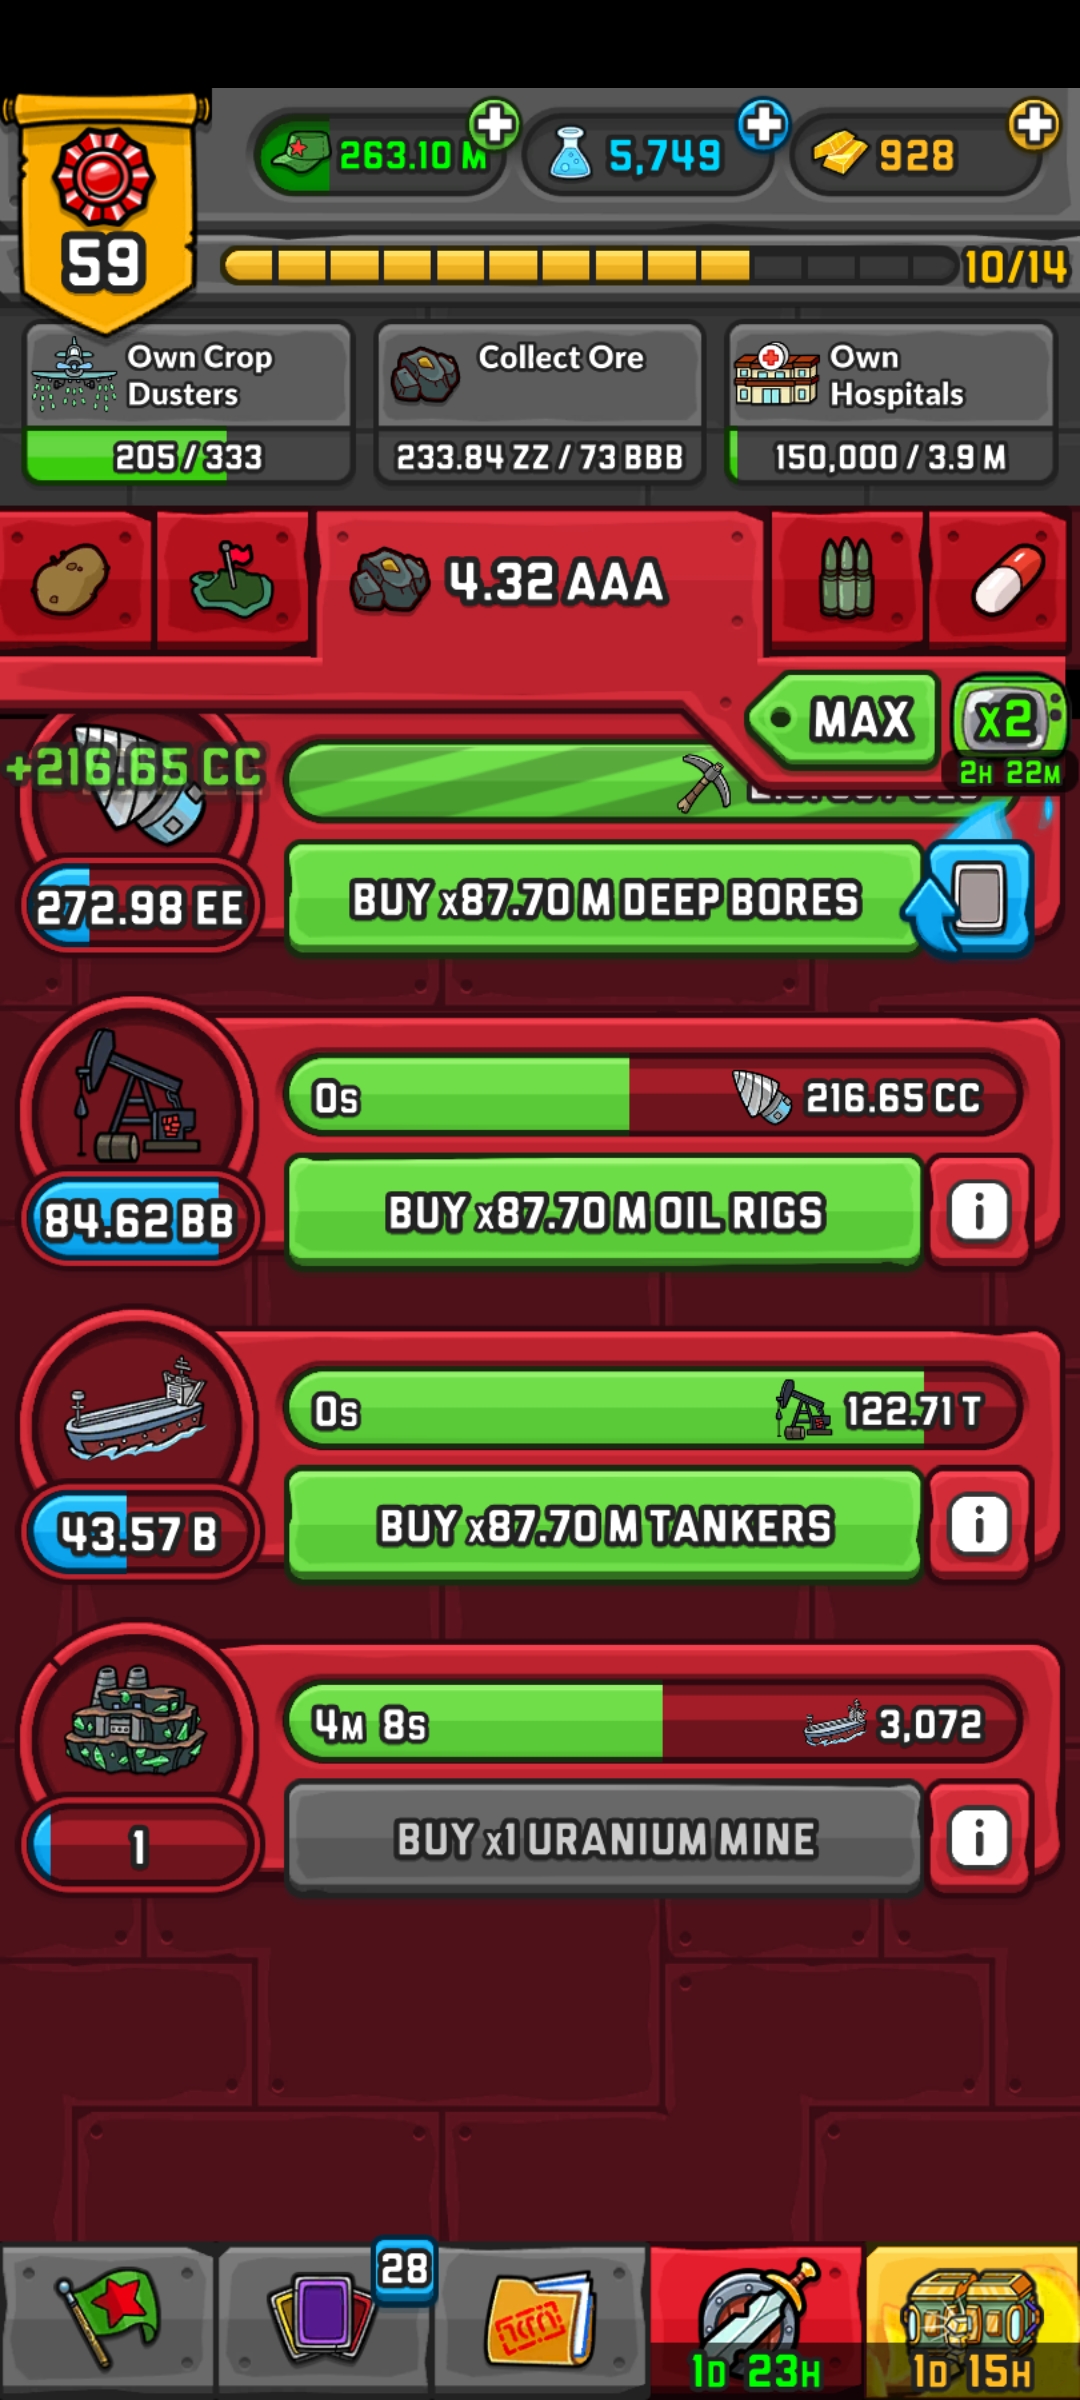 263.10 M
5,749
928
59
10/14
Own Crop
Dusters
205/333
Collect Ore
233.84 ZZ / 73 BBB
Own
Hospitals
150,000 / 3.9 M
4.32 AAA
MAX
x2
2H 22M
+216.65 CC
272.98 EE
BUY x87.70 M DEEP BORES
0s
216.65 CC
84.62 BB
BUY x87.70 M OIL RIGS
i
0s
122.71 T
43.57 B
BUY x87.70 M TANKERS
i
4M 8s
3,072
1
BUY x1 URANIUM MINE
i
28
1D 23H
1D 15H